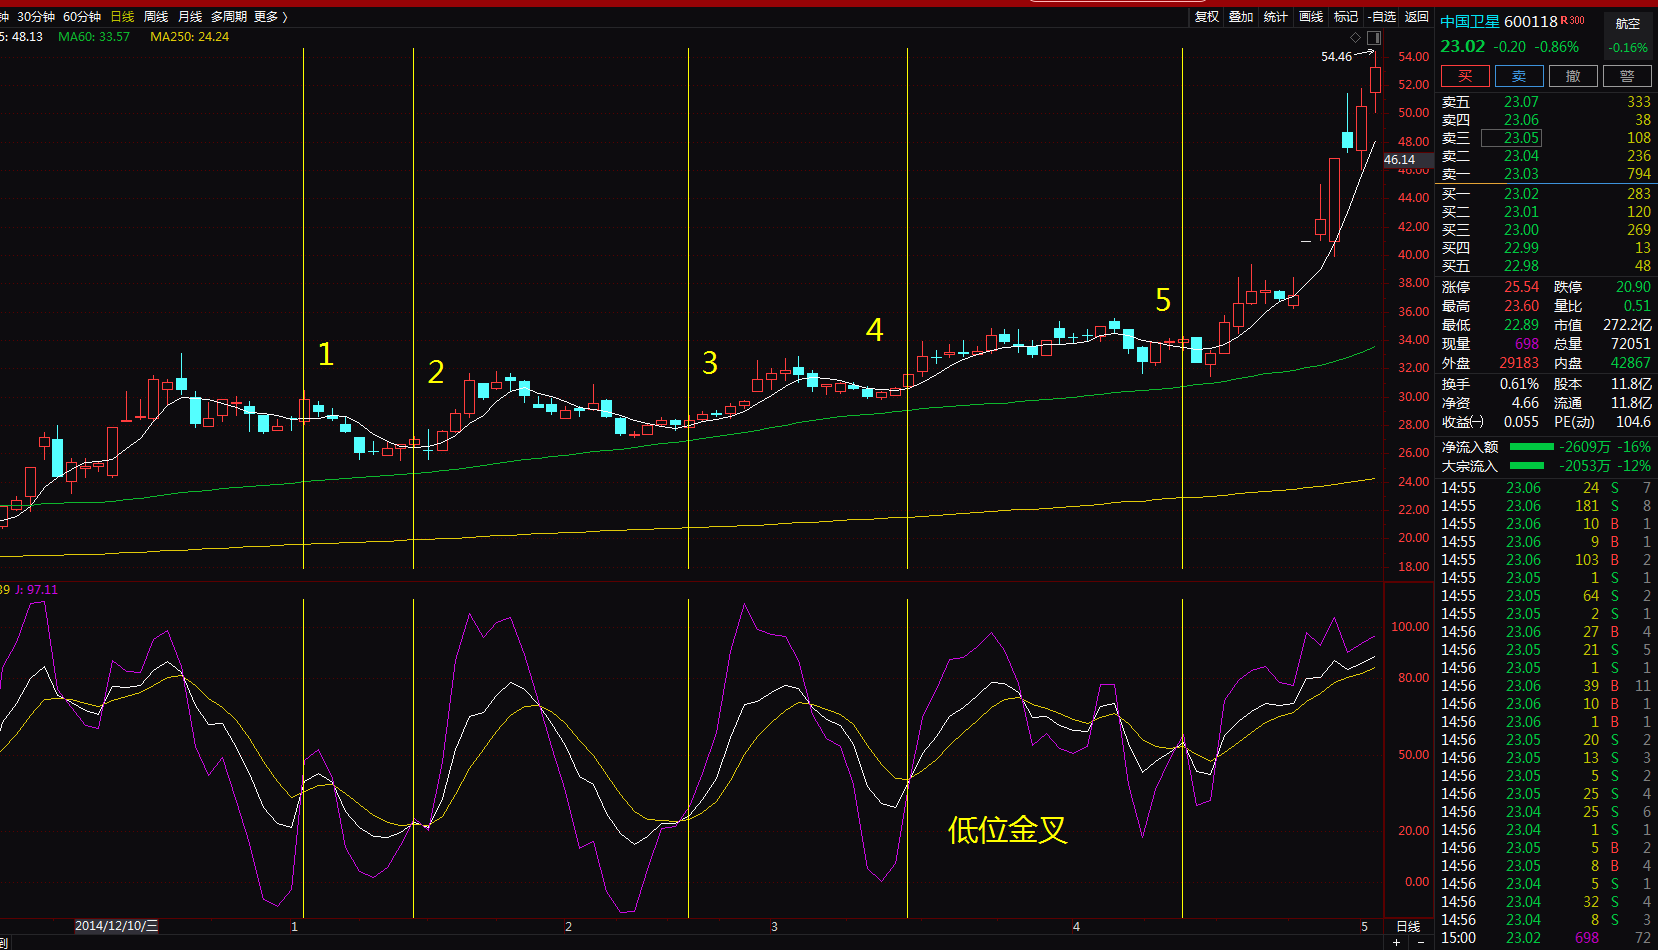 钟 30分钟 60分钟 日线 周线 月线 多周期 更多 〉
复权 叠加 统计 画线 标记 -自选 返回
5: 48.13 MA60: 33.57 MA250: 24.24
54.46
54.00
52.00
50.00
48.00
46.14
46.00
44.00
42.00
40.00
38.00
36.00
34.00
32.00
30.00
28.00
26.00
24.00
22.00
20.00
18.00
1
2
3
4
5
39 J: 97.11
100.00
80.00
50.00
20.00
0.00
低位金叉
2014/12/10/三 1 2 3 4 5 日线
到 + -
中国卫星 600118 R 300 航空
23.02 -0.20 -0.86% -0.16%
买 卖 撤 警
卖五 23.07 333
卖四 23.06 38
卖三 23.05 108
卖二 23.04 236
卖一 23.03 794
买一 23.02 283
买二 23.01 120
买三 23.00 269
买四 22.99 13
买五 22.98 48
涨停 25.54 跌停 20.90
最高 23.60 量比 0.51
最低 22.89 市值 272.2亿
现量 698 总量 72051
外盘 29183 内盘 42867
换手 0.61% 股本 11.8亿
净资 4.66 流通 11.8亿
收益㈠ 0.055 PE(动) 104.6
净流入额 -2609万 -16%
大宗流入 -2053万 -12%
14:55 23.06 24 S 7
14:55 23.06 181 S 8
14:55 23.06 10 B 1
14:55 23.06 9 B 1
14:55 23.06 103 B 2
14:55 23.05 1 S 1
14:55 23.05 64 S 2
14:55 23.05 2 S 1
14:56 23.06 27 B 4
14:56 23.05 21 S 5
14:56 23.05 1 S 1
14:56 23.06 39 B 11
14:56 23.06 10 B 1
14:56 23.06 1 B 1
14:56 23.05 20 S 2
14:56 23.05 13 S 3
14:56 23.05 5 S 2
14:56 23.05 25 S 4
14:56 23.04 25 S 6
14:56 23.04 1 S 1
14:56 23.05 5 B 2
14:56 23.05 8 B 4
14:56 23.04 5 S 1
14:56 23.04 32 S 4
14:56 23.04 8 S 3
15:00 23.02 698 72